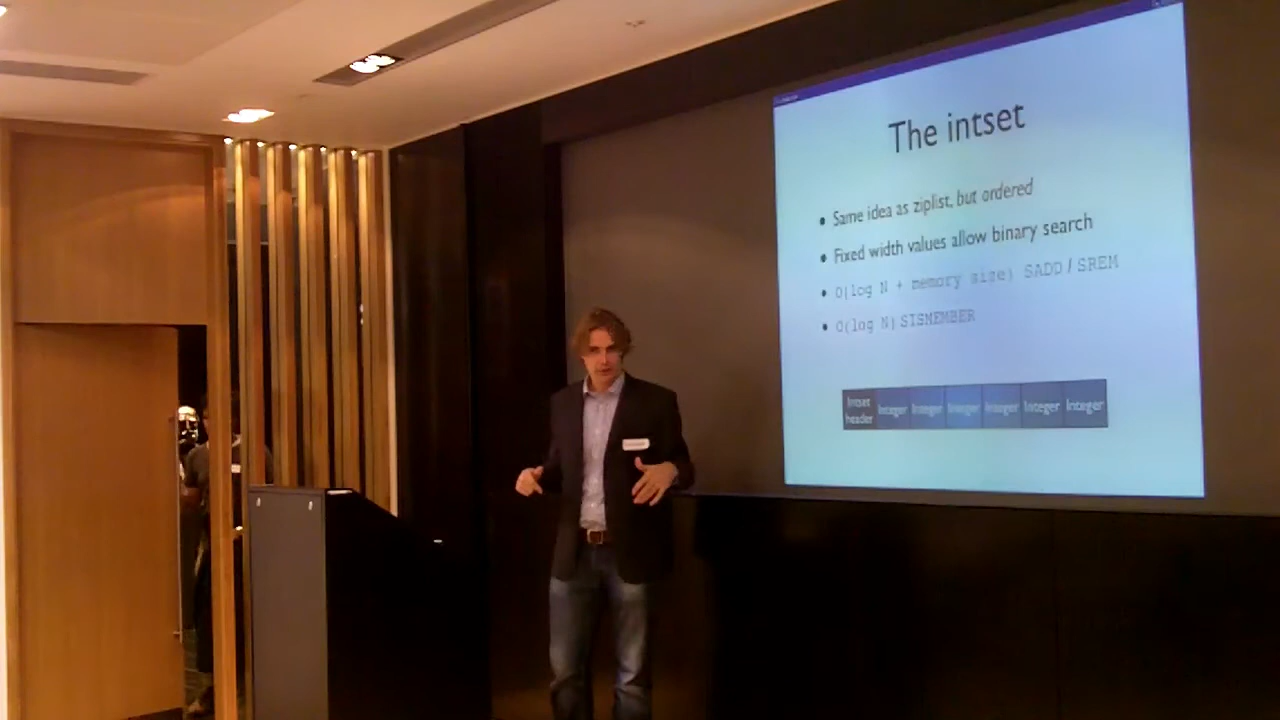 The intset
• Same idea as ziplist, but ordered
• Fixed width values allow binary search
• O(log N + memory size) SADD / SREM
• O(log N) SISMEMBER
Intset header Integer Integer Integer Integer Integer Integer